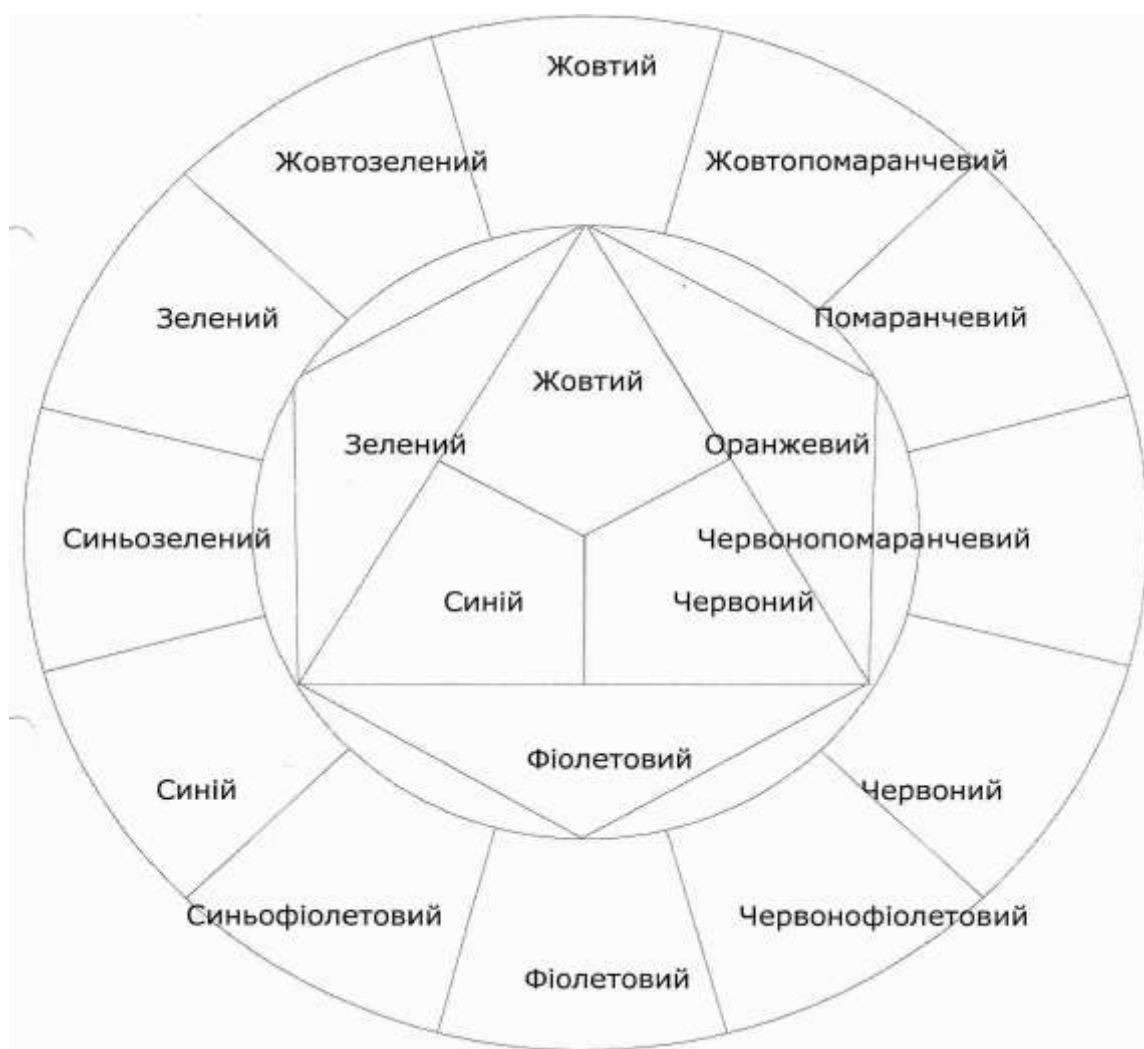 Жовтий
Жовтозелений
Жовтопомаранчевий
Зелений
Помаранчевий
Жовтий
Зелений
Оранжевий
Синьозелений
Червонопомаранчевий
Синій
Червоний
Фіолетовий
Синій
Червоний
Синьофіолетовий
Червонофіолетовий
Фіолетовий